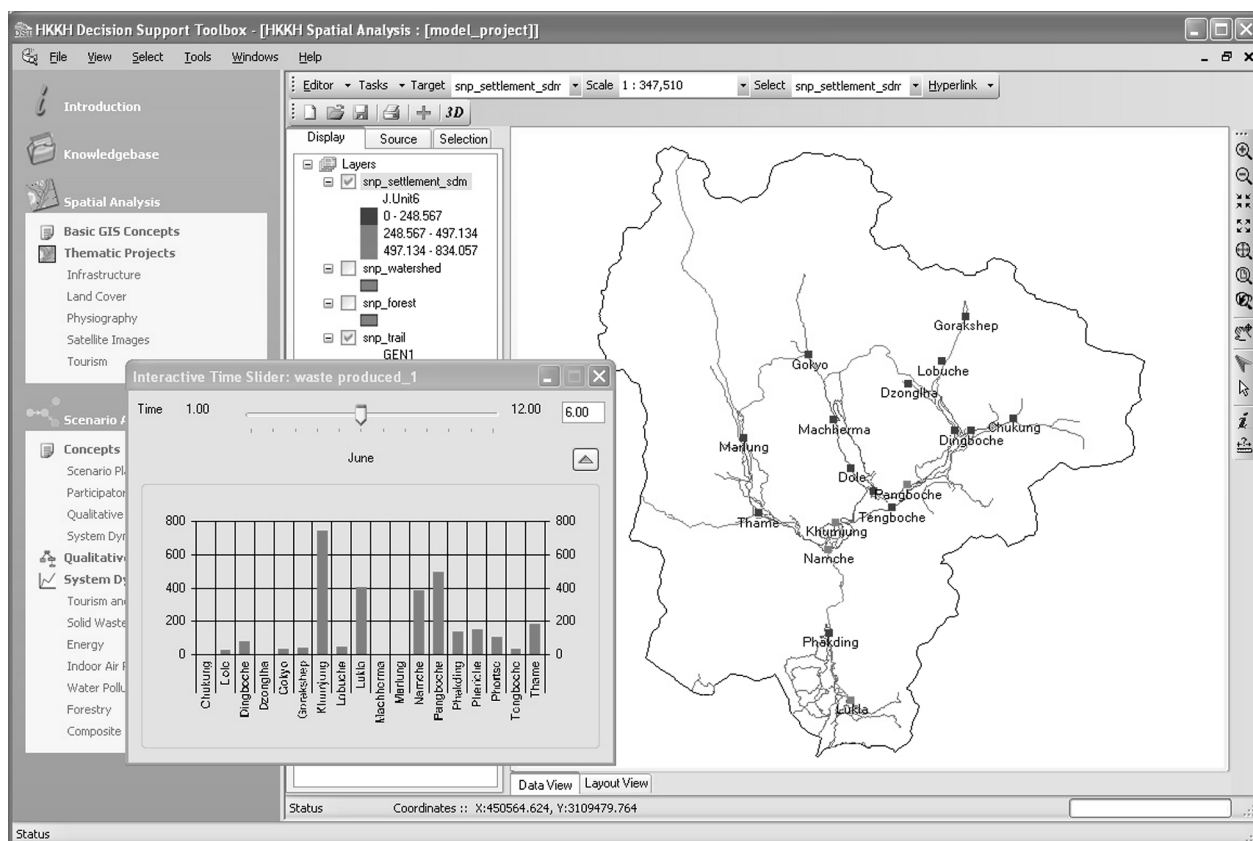 HKKH Decision Support Toolbox - [HKKH Spatial Analysis : [model_project]]
File View Select Tools Windows Help
Introduction
Knowledgebase
Spatial Analysis
Basic GIS Concepts
Thematic Projects
Infrastructure
Land Cover
Physiography
Satellite Images
Tourism
Scenario A
Concepts
Scenario Pl
Participator
Qualitative
System Dyr
Qualitative
System Dy
Tourism and
Solid Waste
Energy
Indoor Air P
Water Pollu
Forestry
Composite
Editor Tasks Target snp_settlement_sdm Scale 1 : 347,510 Select snp_settlement_sdm Hyperlink
3D
Display Source Selection
Layers
snp_settlement_sdm
J.Unit6
0 - 248.567
248.567 - 497.134
497.134 - 834.057
snp_watershed
snp_forest
snp_trail
GEN1
Interactive Time Slider: waste produced_1
Time 1.00 12.00 6.00
June
800 800
600 600
400 400
200 200
0 0
Chukung
Dole
Dingboche
Dzonglha
Gokyo
Gorakshep
Khumjung
Lobuche
Lukla
Machherma
Marlung
Namche
Pangboche
Phakding
Pheriche
Phortse
Tengboche
Thame
Gorakshep
Gokyo
Lobuche
Dzonglha
Machherma
Chukung
Dingboche
Marlung
Dole
Pangboche
Tengboche
Thame
Khumjung
Namche
Phakding
Lukla
Data View Layout View
Status Coordinates :: X:450564.624, Y:3109479.764
Status